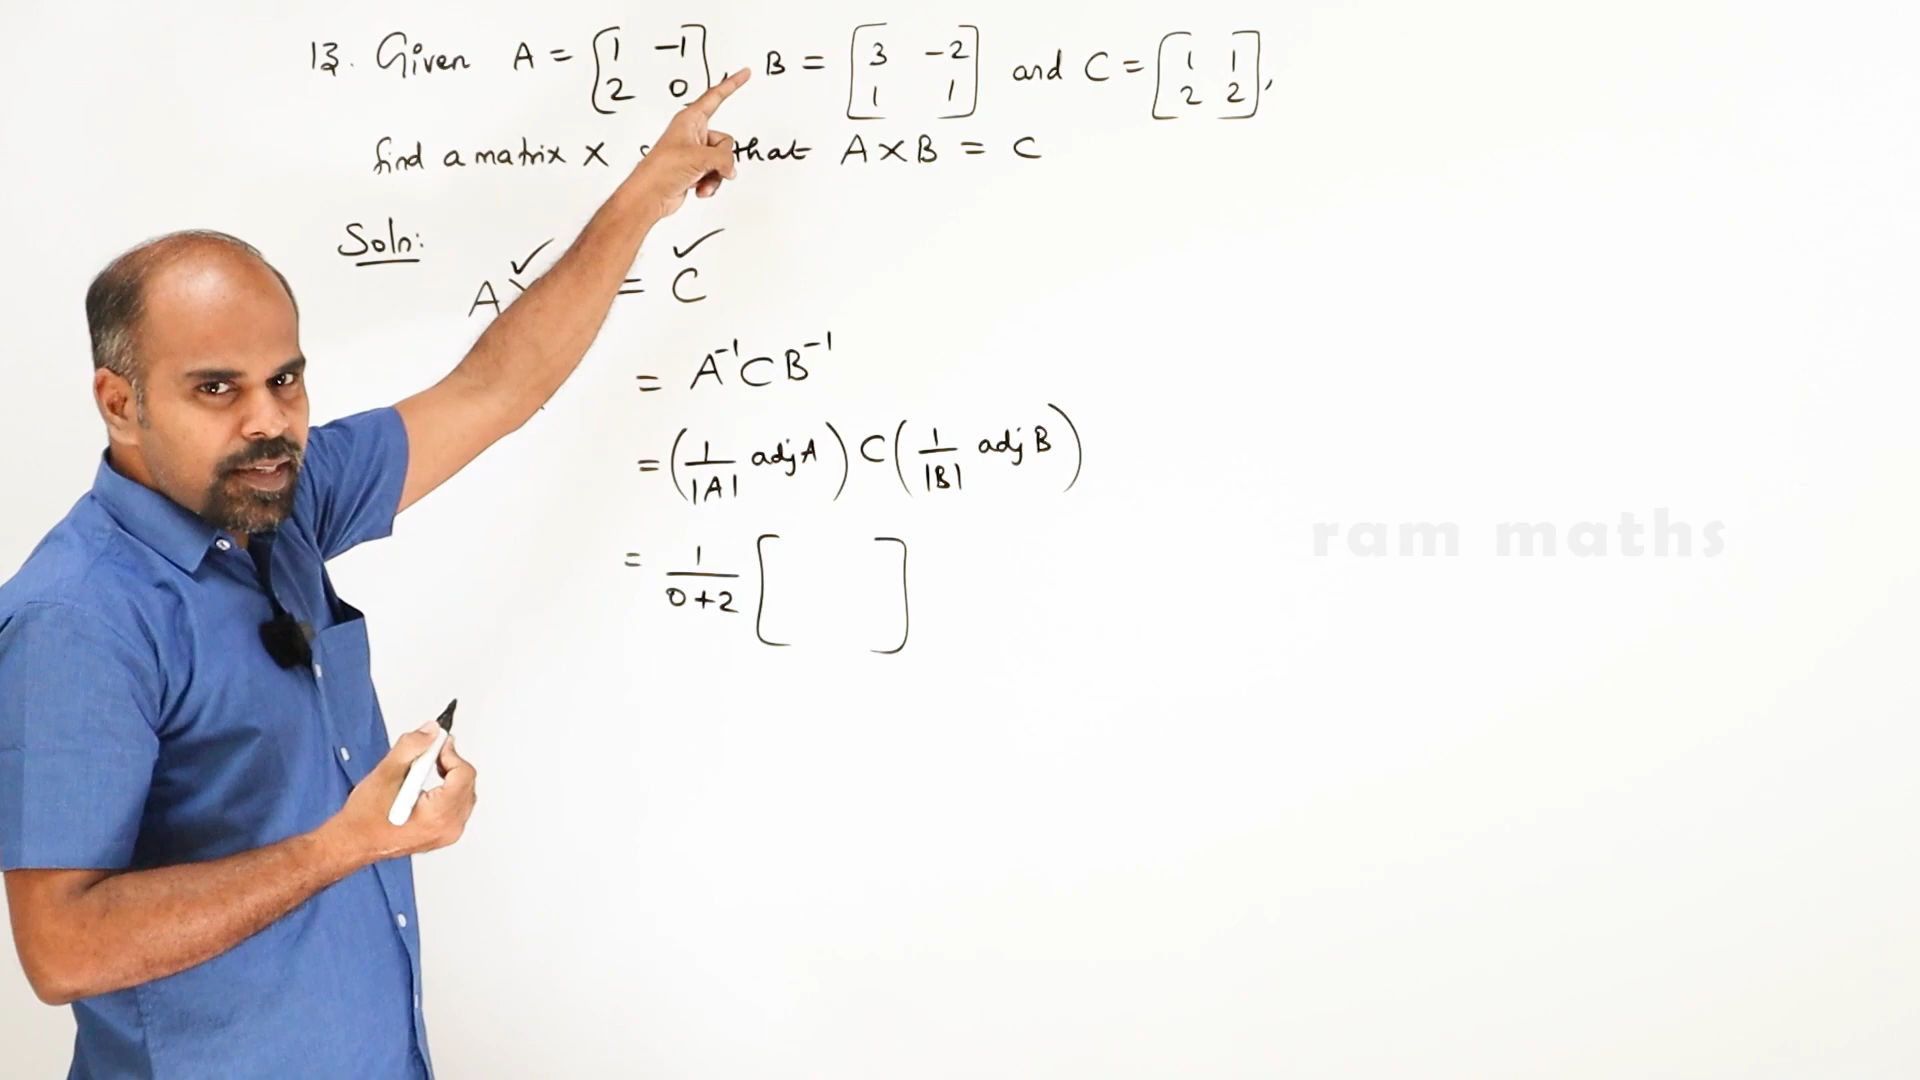 13. Given A = [1 -1 2 0], B = [3 -2 1 1] and C = [1 1 2 2],
find a matrix X that AXB = C
Soln:
A = C
= A⁻¹CB⁻¹
= (1/|A| adj A) C (1/|B| adj B)
= 1/0+2 [ ]
ram maths